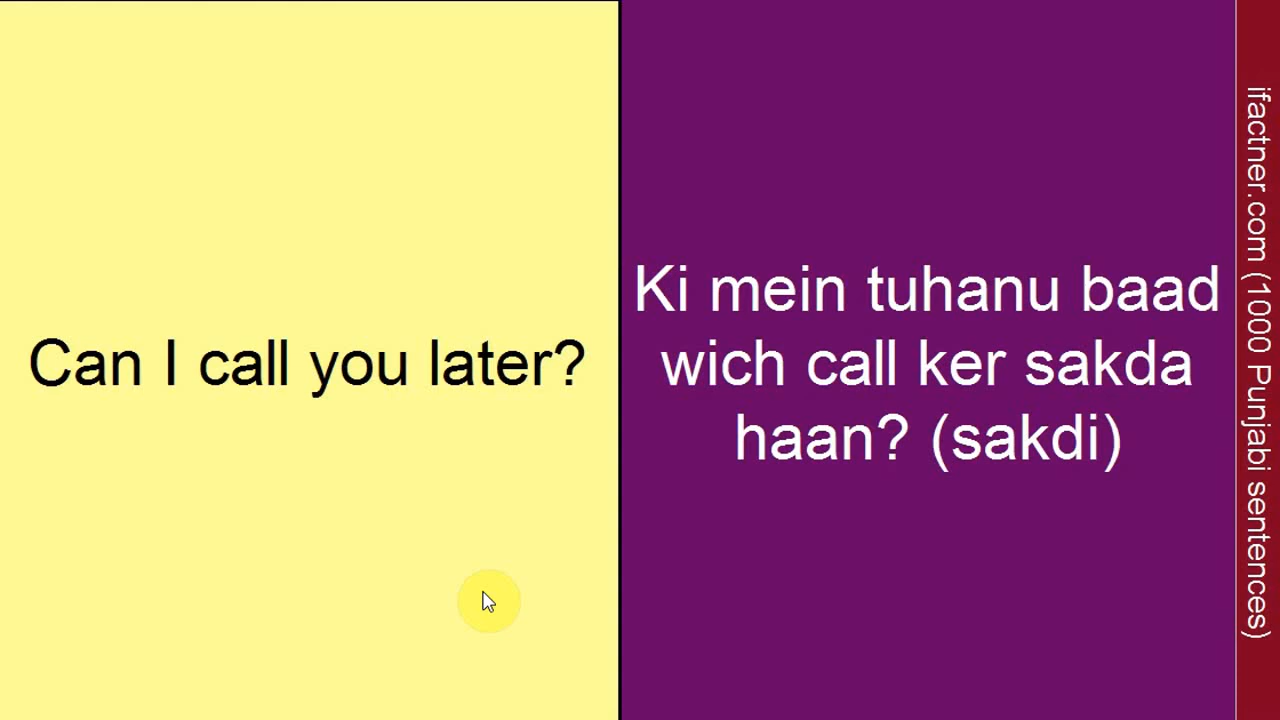 Can I call you later?
Ki mein tuhanu baad
wich call ker sakda
haan? (sakdi)
ifactner.com (1000 Punjabi sentences)